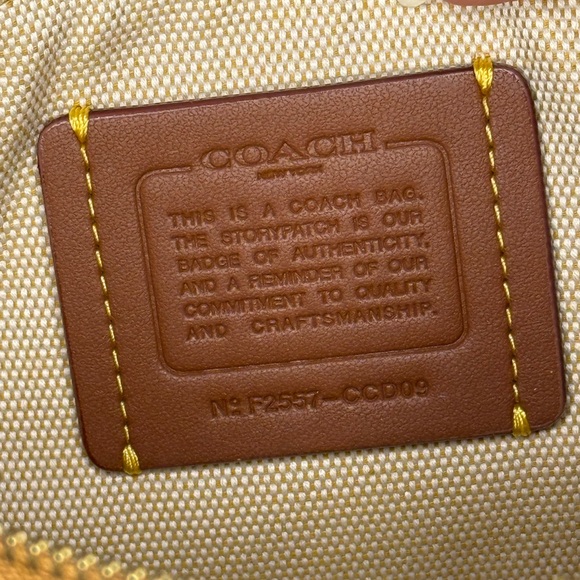 COACH
NEW YORK
THIS IS A COACH BAG.
THE STORYPATCH IS OUR
BADGE OF AUTHENTICITY,
AND A REMINDER OF OUR
COMMITMENT TO QUALITY
AND CRAFTSMANSHIP.
Nº F2557-CCD09